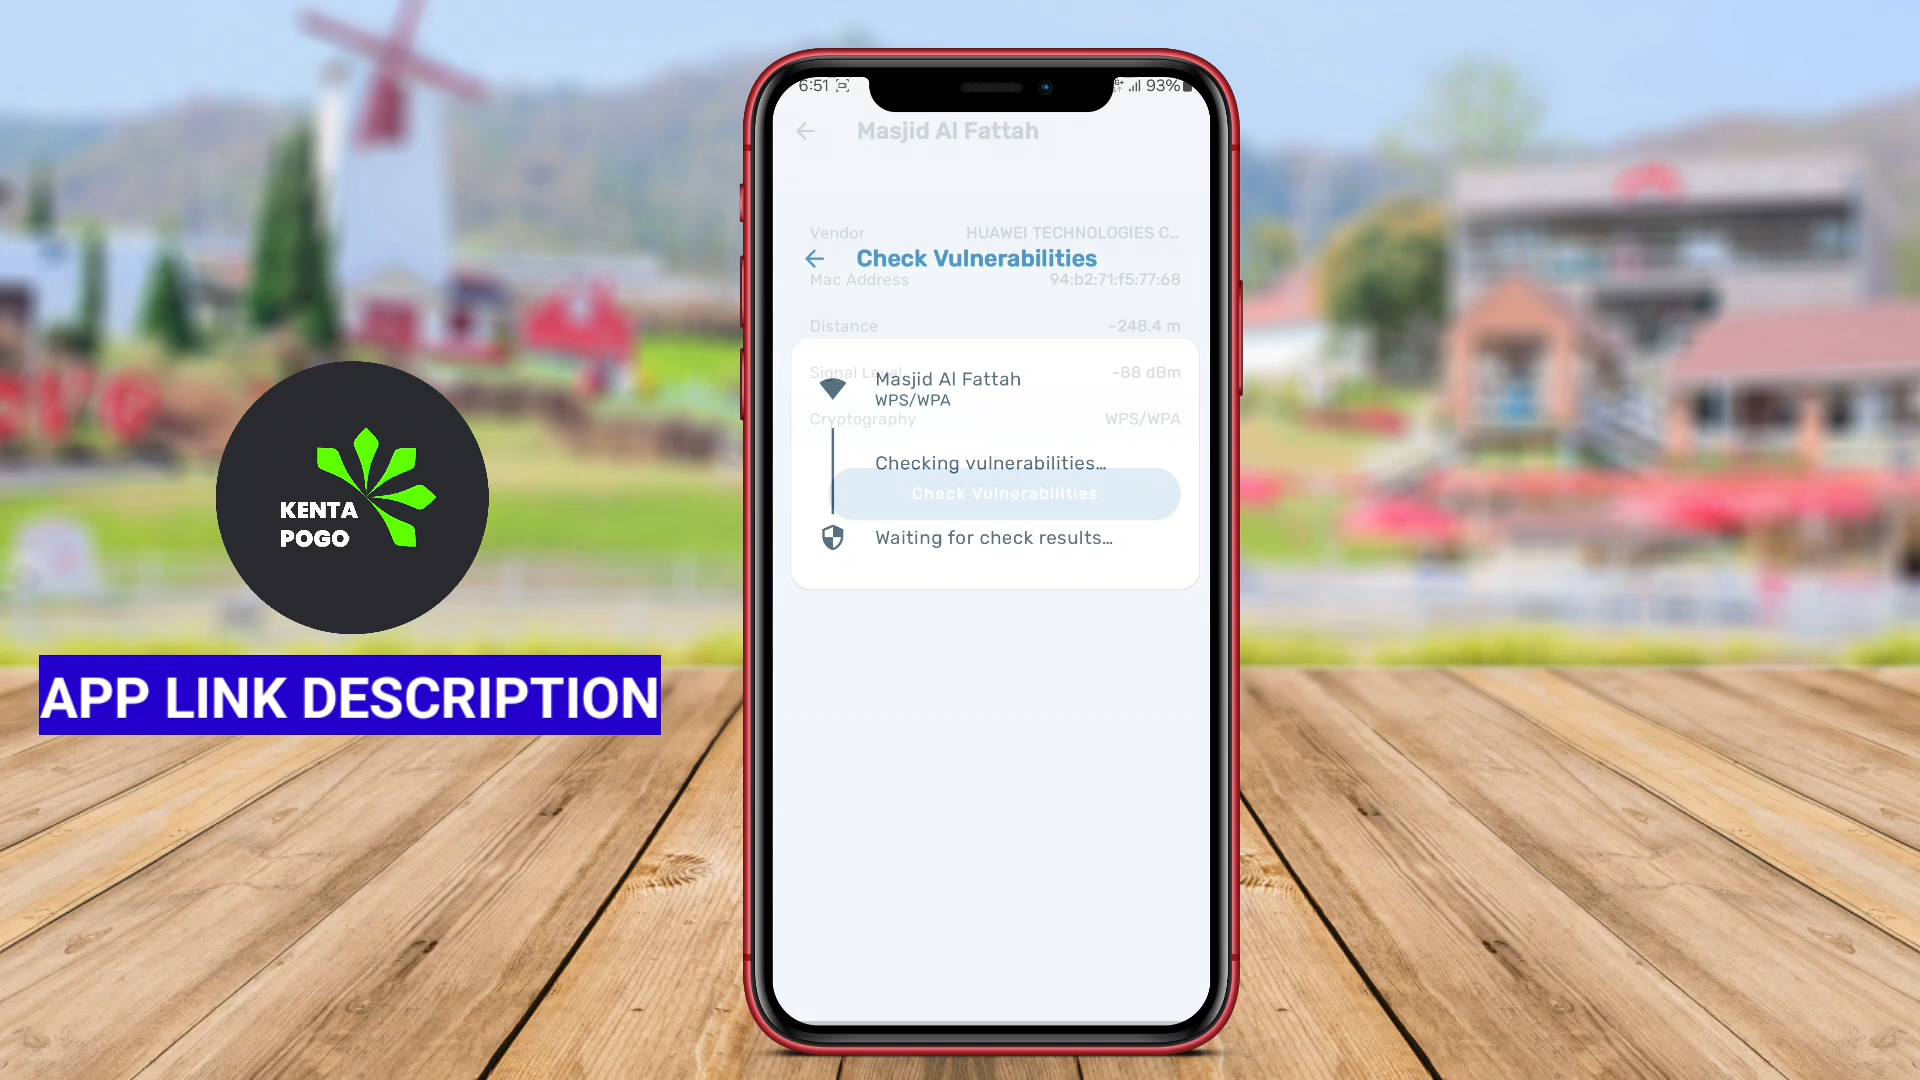 6:51
93%
Masjid Al Fattah
Vendor HUAWEI TECHNOLOGIES C...
Check Vulnerabilities
Mac Address 94:b2:71:f5:77:68
Distance ~248.4 m
Signal Level -88 dBm
Masjid Al Fattah
WPS/WPA
Cryptography WPS/WPA
Checking vulnerabilities...
Check Vulnerabilities
Waiting for check results...
KENTA
POGO
APP LINK DESCRIPTION